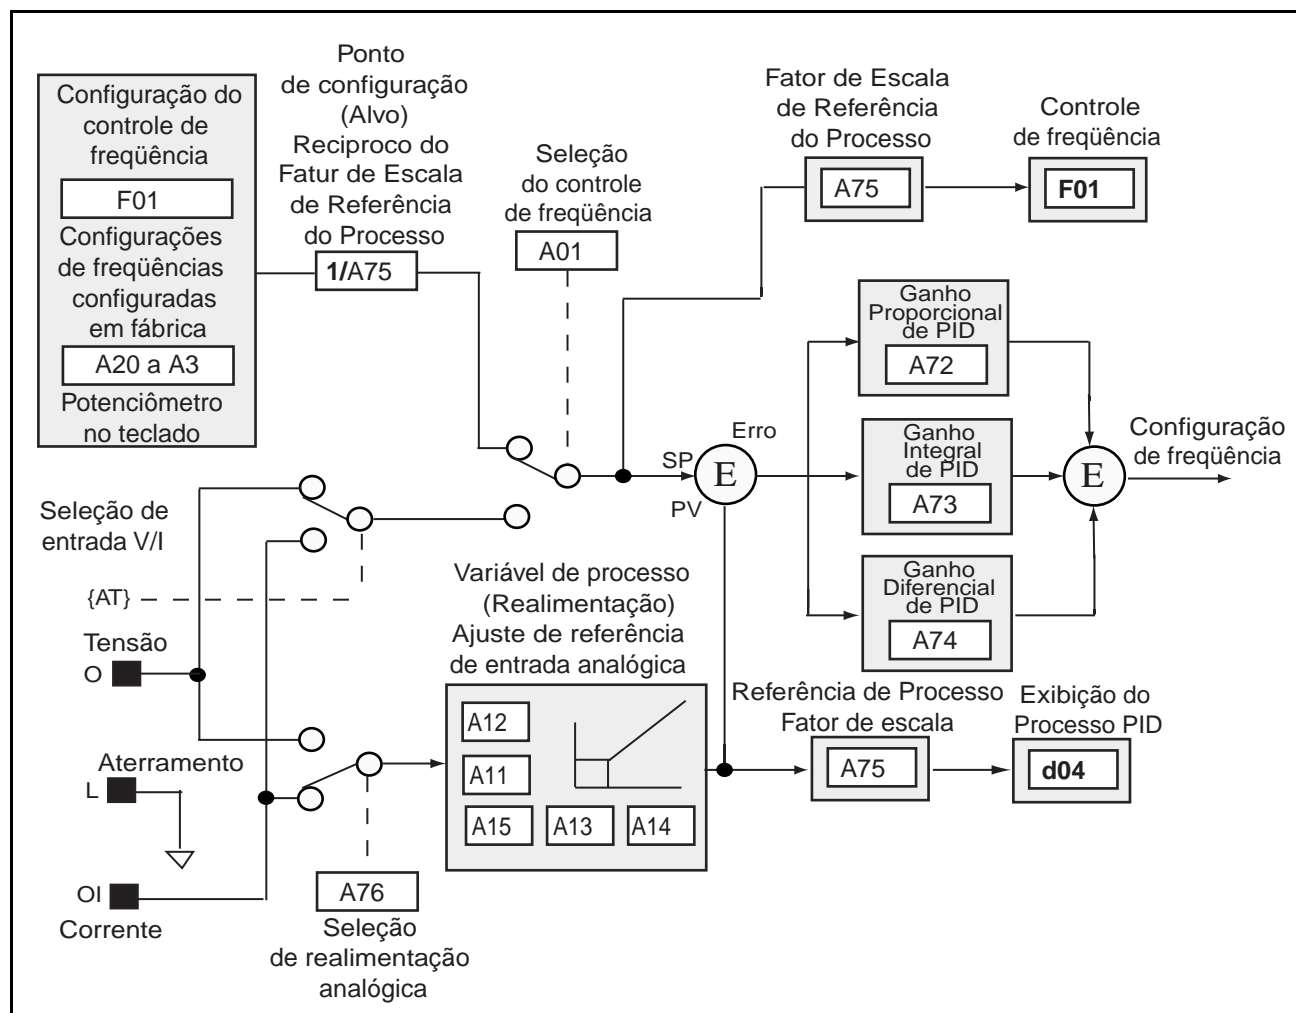 Configuração do
controle de
freqüência
F01
Configurações
de freqüências
configuradas
em fábrica
A20 a A3
Potenciômetro
no teclado
Ponto
de configuração
(Alvo)
Reciproco do
Fatur de Escala
de Referência
do Processo
1/A75
Seleção
do controle
de freqüência
A01
Fator de Escala
de Referência
do Processo
A75
Controle
de freqüência
F01
Ganho
Proporcional
de PID
A72
Ganho
Integral
de PID
A73
Ganho
Diferencial
de PID
A74
SP
PV
E
Erro
E
Configuração
de freqüência
Seleção de
entrada V/I
{AT}
Tensão
O
Aterramento
L
OI
Corrente
A76
Seleção
de realimentação
analógica
Variável de processo
(Realimentação)
Ajuste de referência
de entrada analógica
A12
A11
A15
A13
A14
Referência de Processo
Fator de escala
A75
Exibição do
Processo PID
d04